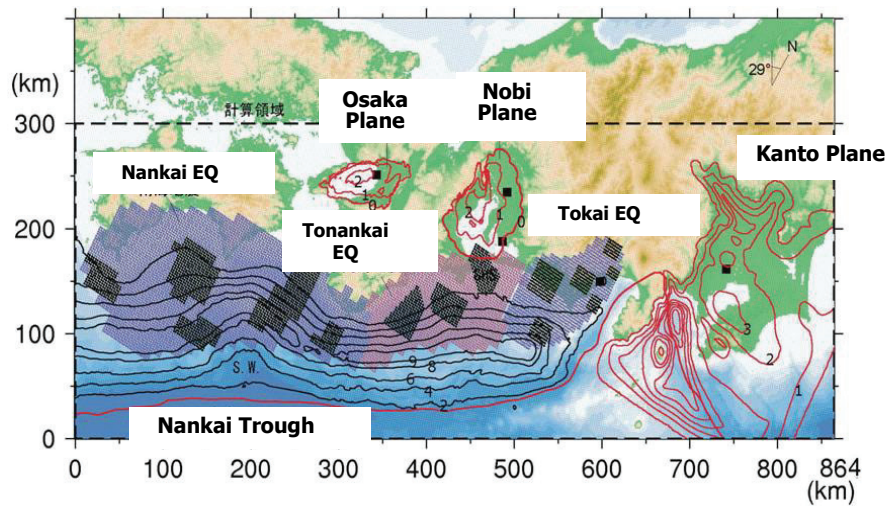 (km)
300
200
100
0
計算領域
Osaka
Plane
Nobi
Plane
N
29°
Kanto Plane
Nankai EQ
Tonankai
EQ
Tokai EQ
2
1
0
2
1
0
3
2
1
9
8
6
4
2
S.W.
Nankai Trough
0
100
200
300
400
500
600
700
800
864
(km)